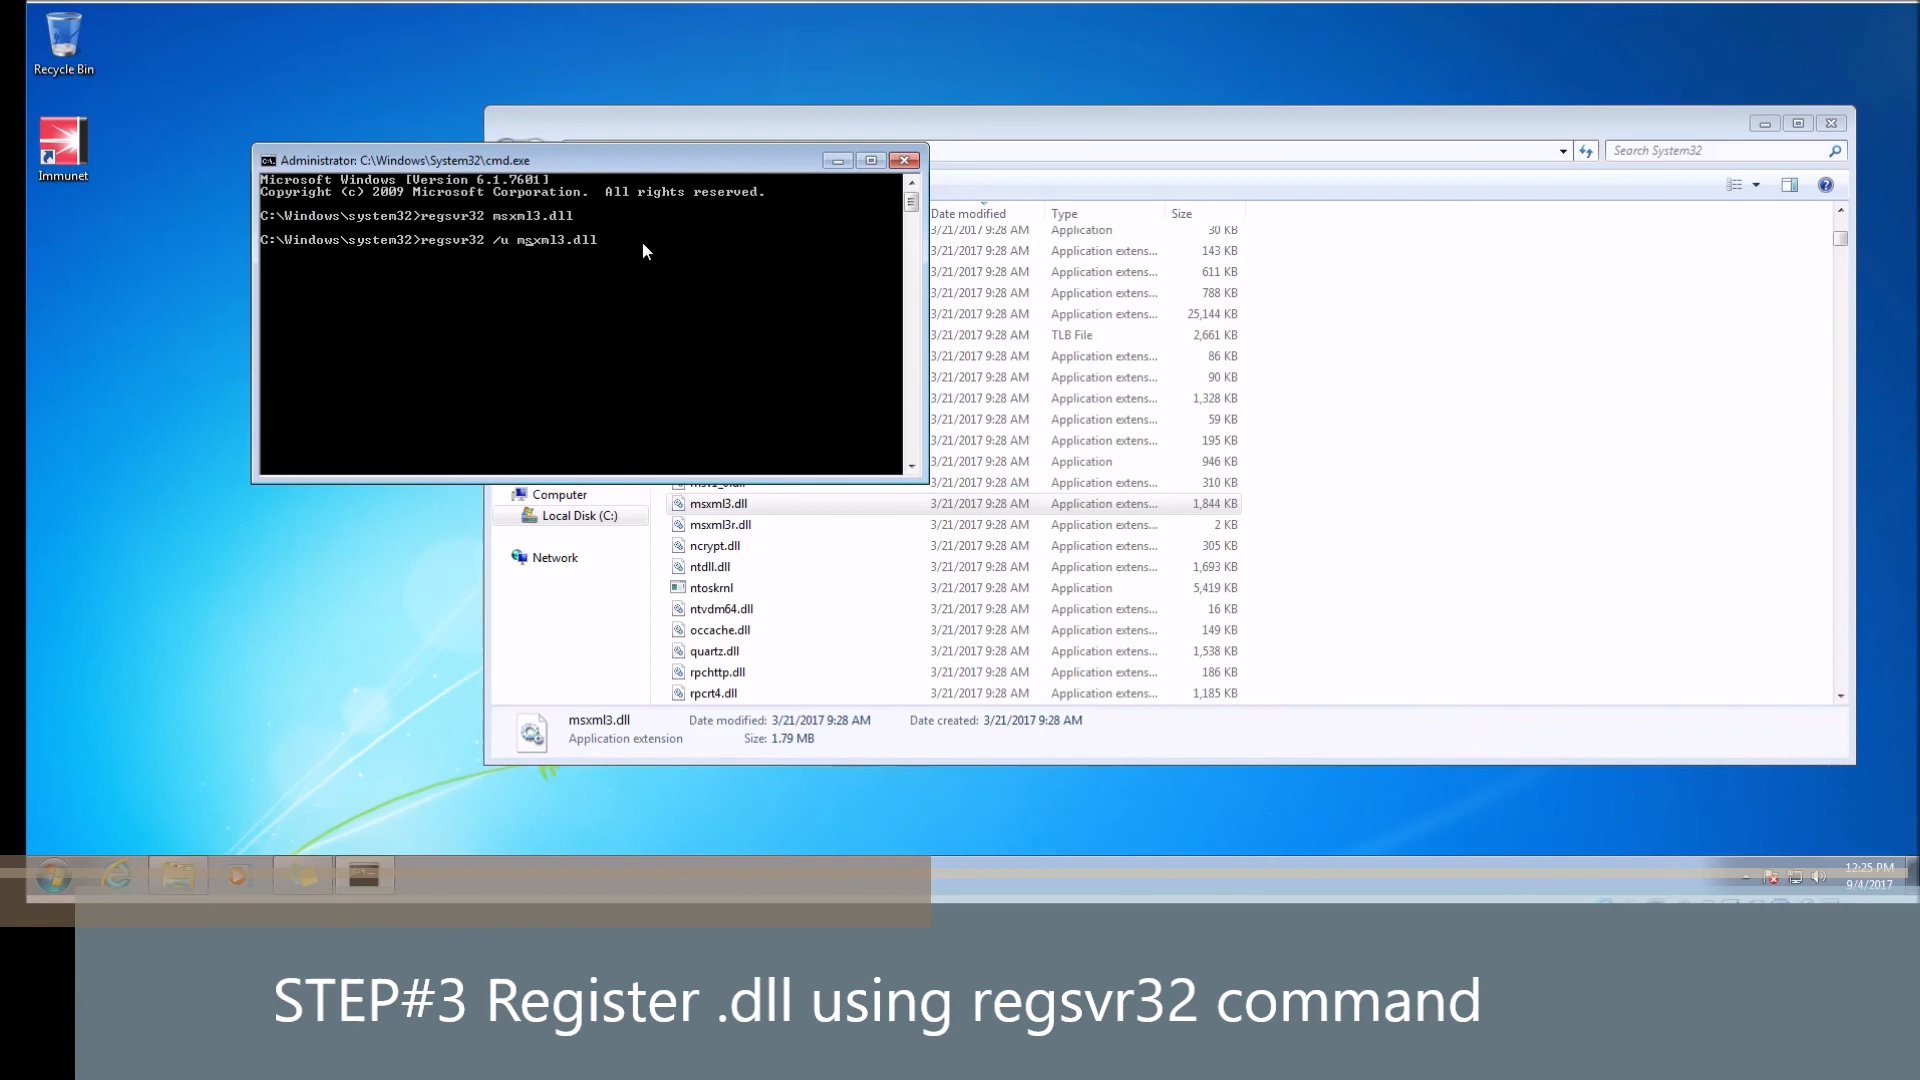 Recycle Bin
Immunet
Administrator: C:\Windows\System32\cmd.exe
Microsoft Windows [Version 6.1.7601]
Copyright (c) 2009 Microsoft Corporation.  All rights reserved.
C:\Windows\system32>regsvr32 msxml3.dll
C:\Windows\system32>regsvr32 /u msxml3.dll
Search System32
Date modified Type Size
3/21/2017 9:28 AM Application 30 KB
3/21/2017 9:28 AM Application extens... 143 KB
3/21/2017 9:28 AM Application extens... 611 KB
3/21/2017 9:28 AM Application extens... 788 KB
3/21/2017 9:28 AM Application extens... 25,144 KB
3/21/2017 9:28 AM TLB File 2,661 KB
3/21/2017 9:28 AM Application extens... 86 KB
3/21/2017 9:28 AM Application extens... 90 KB
3/21/2017 9:28 AM Application extens... 1,328 KB
3/21/2017 9:28 AM Application extens... 59 KB
3/21/2017 9:28 AM Application extens... 195 KB
3/21/2017 9:28 AM Application 946 KB
3/21/2017 9:28 AM Application extens... 310 KB
Computer
Local Disk (C:)
Network
msxml3.dll 3/21/2017 9:28 AM Application extens... 1,844 KB
msxml3r.dll 3/21/2017 9:28 AM Application extens... 2 KB
ncrypt.dll 3/21/2017 9:28 AM Application extens... 305 KB
ntdll.dll 3/21/2017 9:28 AM Application extens... 1,693 KB
ntoskrnl 3/21/2017 9:28 AM Application 5,419 KB
ntvdm64.dll 3/21/2017 9:28 AM Application extens... 16 KB
occache.dll 3/21/2017 9:28 AM Application extens... 149 KB
quartz.dll 3/21/2017 9:28 AM Application extens... 1,538 KB
rpchttp.dll 3/21/2017 9:28 AM Application extens... 186 KB
rpcrt4.dll 3/21/2017 9:28 AM Application extens... 1,185 KB
msxml3.dll Date modified: 3/21/2017 9:28 AM Date created: 3/21/2017 9:28 AM
Application extension Size: 1.79 MB
12:25 PM
9/4/2017
STEP#3 Register .dll using regsvr32 command